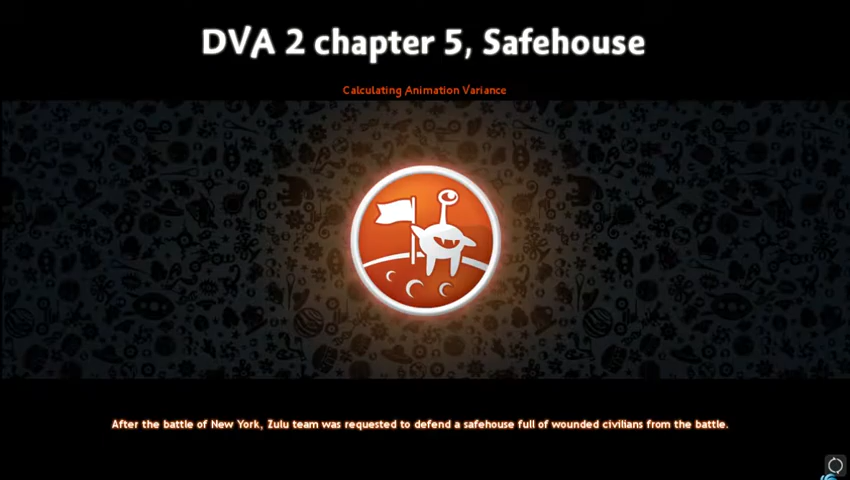 DVA 2 chapter 5, Safehouse
Calculating Animation Variance
After the battle of New York, Zulu team was requested to defend a safehouse full of wounded civilians from the battle.